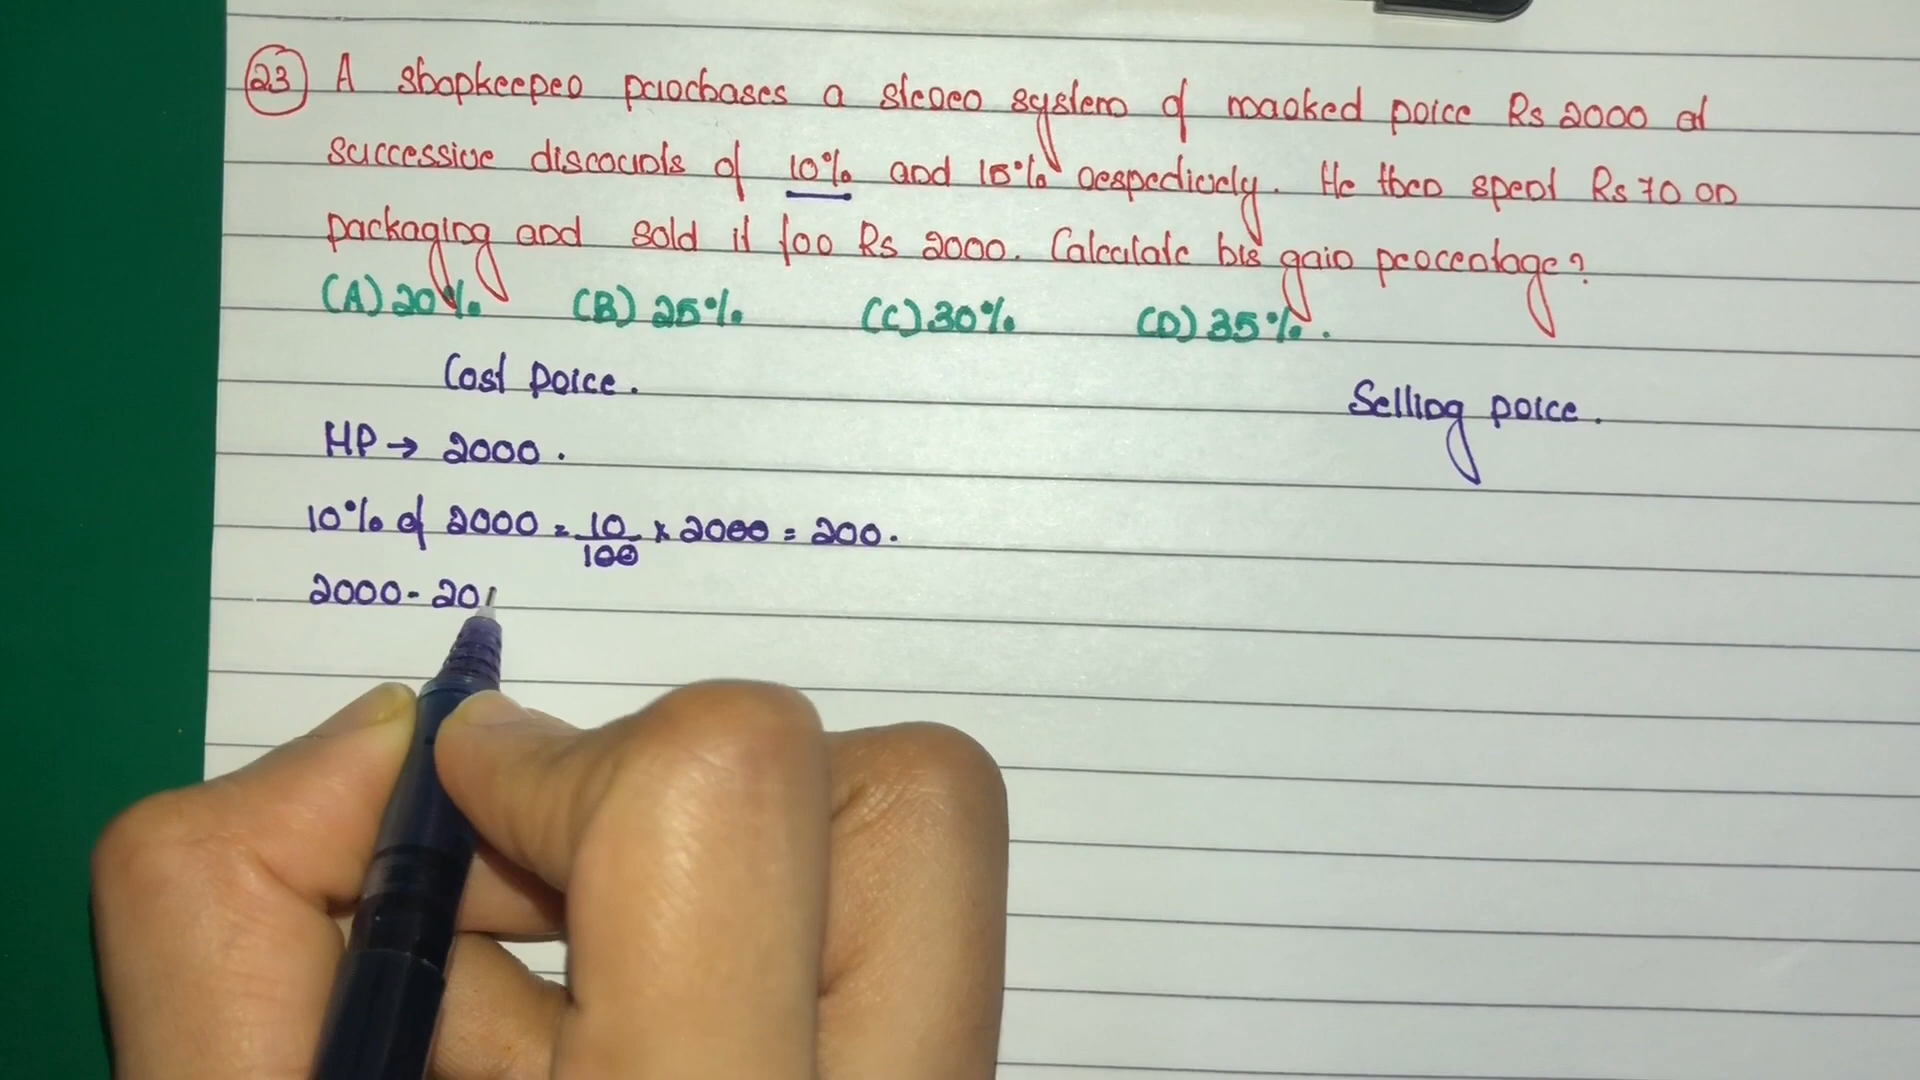 23 A shopkeeper purchases a stereo system of marked price Rs 2000 at
successive discounts of 10% and 15% respectively. He then spent Rs 70 on
packaging and sold it for Rs 2000. Calculate his gain percentage?
(A) 20% (B) 25% (C) 30% (D) 35%.
Cost price. Selling price.
MP → 2000.
10% of 2000 = 10/100 × 2000 = 200.
2000 - 20